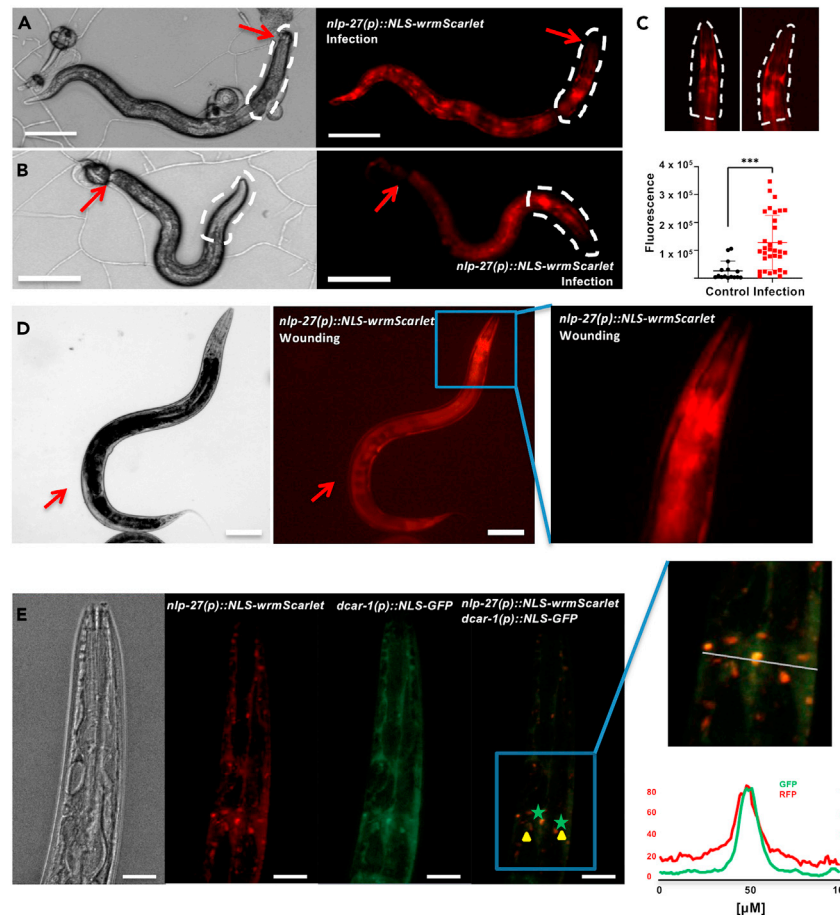 A
nlp-27(p)::NLS-wrmScarlet
Infection
B
nlp-27(p)::NLS-wrmScarlet
Infection
C
***
Fluorescence
4 x 10⁵
3 x 10⁵
2 x 10⁵
1 x 10⁵
Control Infection
D
nlp-27(p)::NLS-wrmScarlet
Wounding
nlp-27(p)::NLS-wrmScarlet
Wounding
E
nlp-27(p)::NLS-wrmScarlet
dcar-1(p)::NLS-GFP
nlp-27(p)::NLS-wrmScarlet
dcar-1(p)::NLS-GFP
GFP
RFP
80
60
40
20
0
0 50 10
[µM]